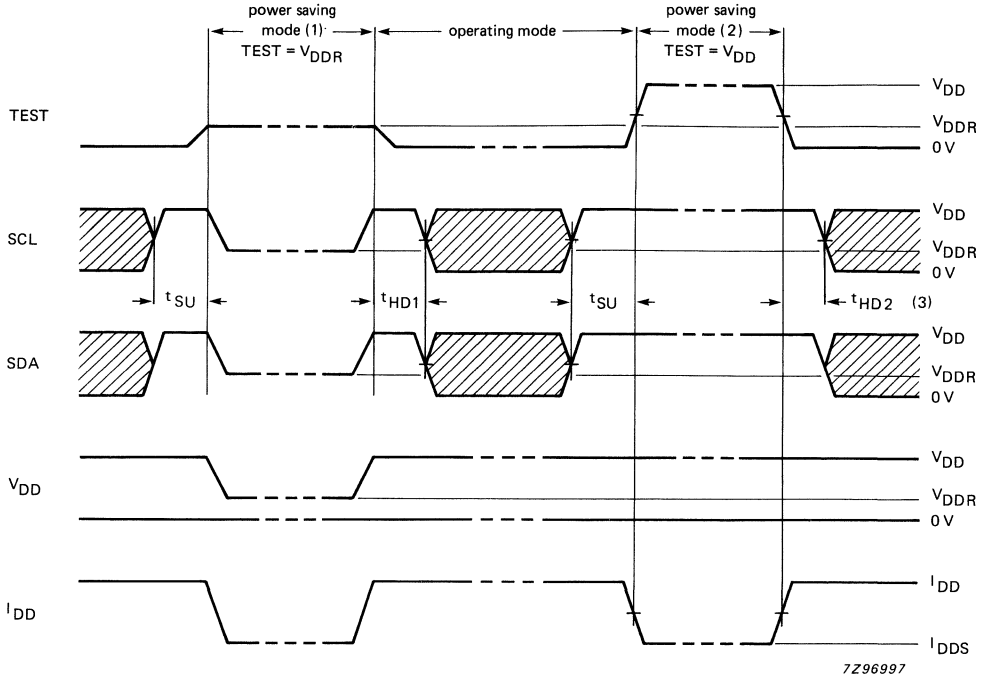 power saving
mode (1)
TEST = VDDR
operating mode
power saving
mode (2)
TEST = VDD
TEST
VDD
VDDR
0 V
SCL
VDD
VDDR
0 V
tSU
tHD1
tSU
tHD2 (3)
SDA
VDD
VDDR
0 V
VDD
VDD
VDDR
0 V
IDD
IDD
IDDS
7Z96997